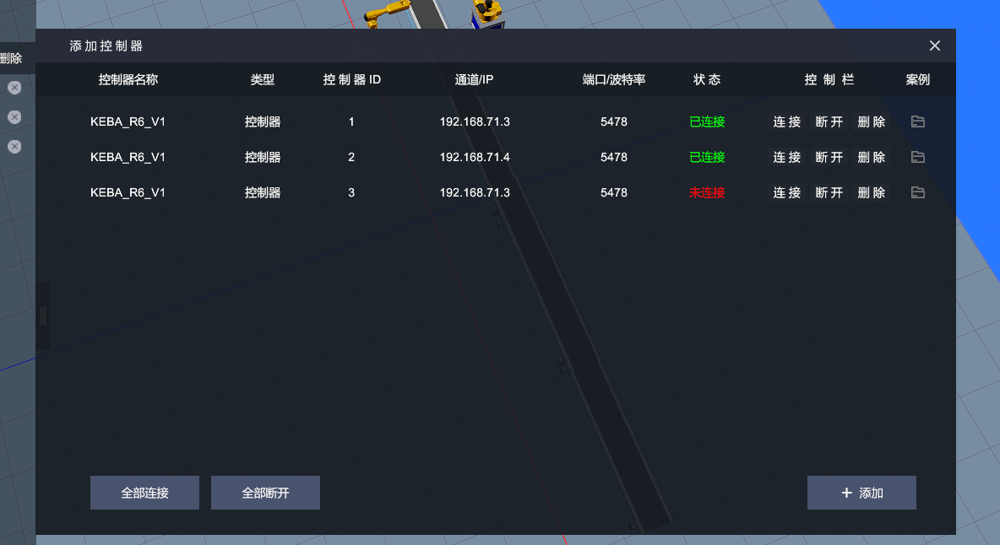 添加控制器
删除
控制器名称 类型 控制器ID 通道/IP 端口/波特率 状态 控制栏 案例
KEBA_R6_V1 控制器 1 192.168.71.3 5478 已连接 连接 断开 删除
KEBA_R6_V1 控制器 2 192.168.71.4 5478 已连接 连接 断开 删除
KEBA_R6_V1 控制器 3 192.168.71.3 5478 未连接 连接 断开 删除
全部连接 全部断开 + 添加